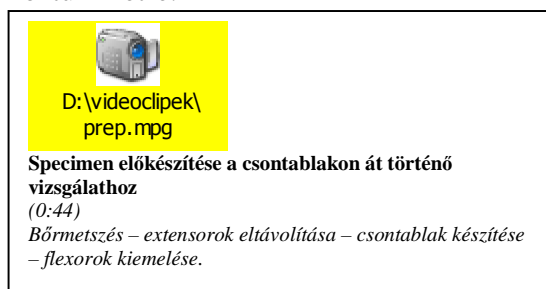 D:\videoclipek\
prep.mpg
Specimen előkészítése a csontablakon át történő
vizsgálathoz
(0:44)
Bőrmetszés – extensorok eltávolítása – csontablak készítése
– flexorok kiemelése.